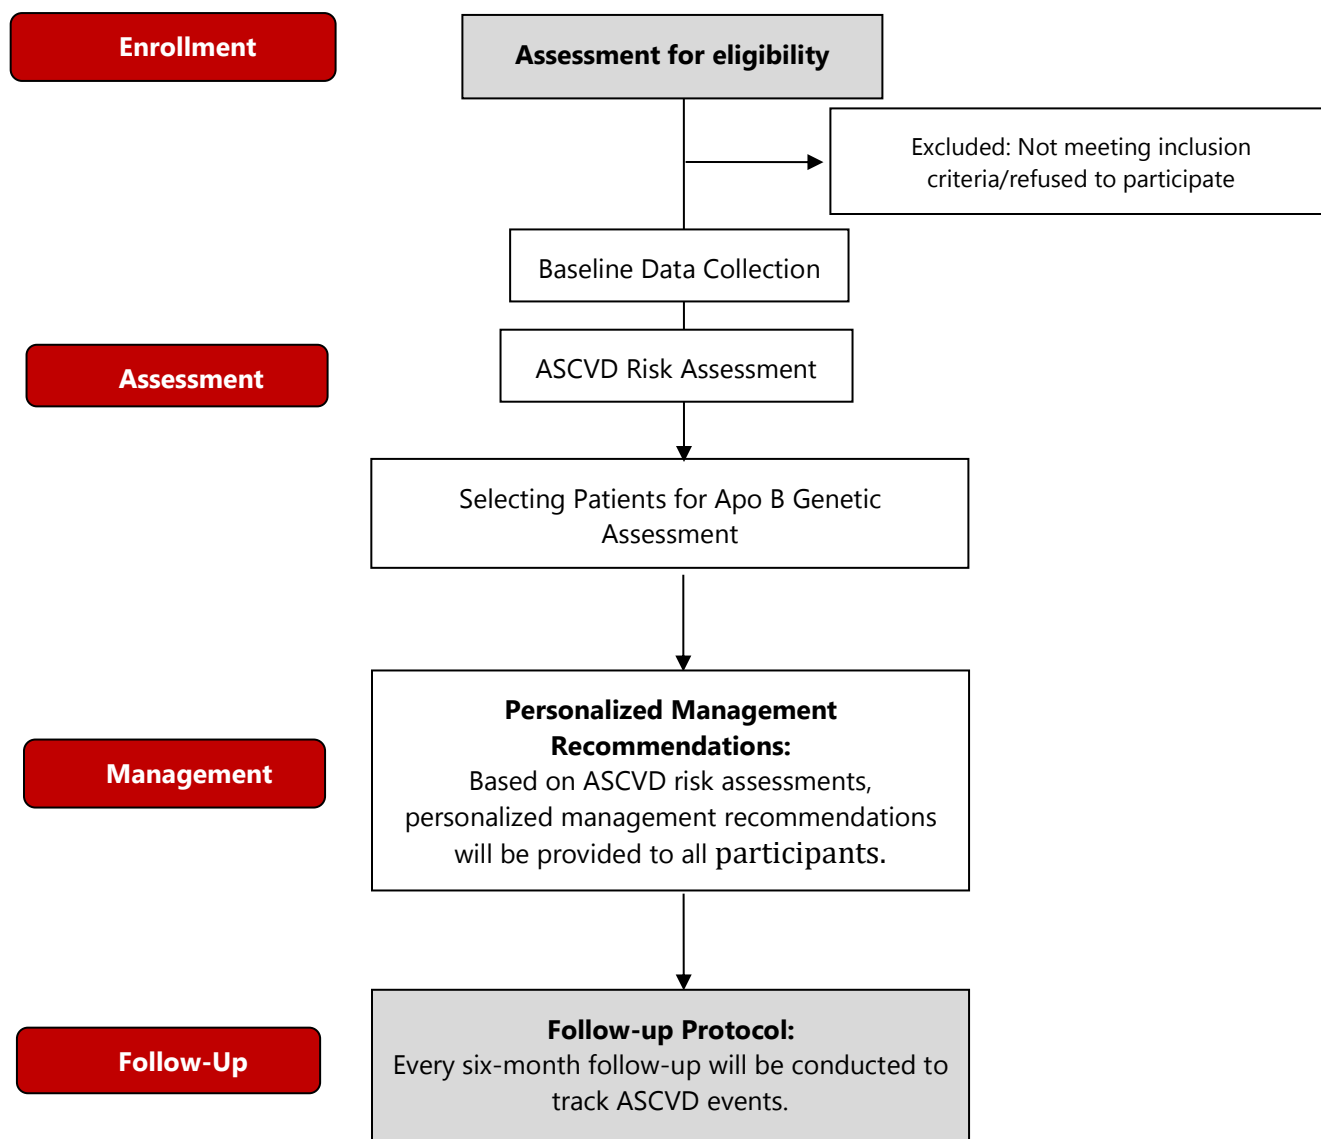 Enrollment
Assessment for eligibility
Excluded: Not meeting inclusion
criteria/refused to participate
Baseline Data Collection
ASCVD Risk Assessment
Assessment
Selecting Patients for Apo B Genetic
Assessment
Personalized Management
Recommendations:
Based on ASCVD risk assessments,
personalized management recommendations
will be provided to all participants.
Management
Follow-up Protocol:
Every six-month follow-up will be conducted to
track ASCVD events.
Follow-Up